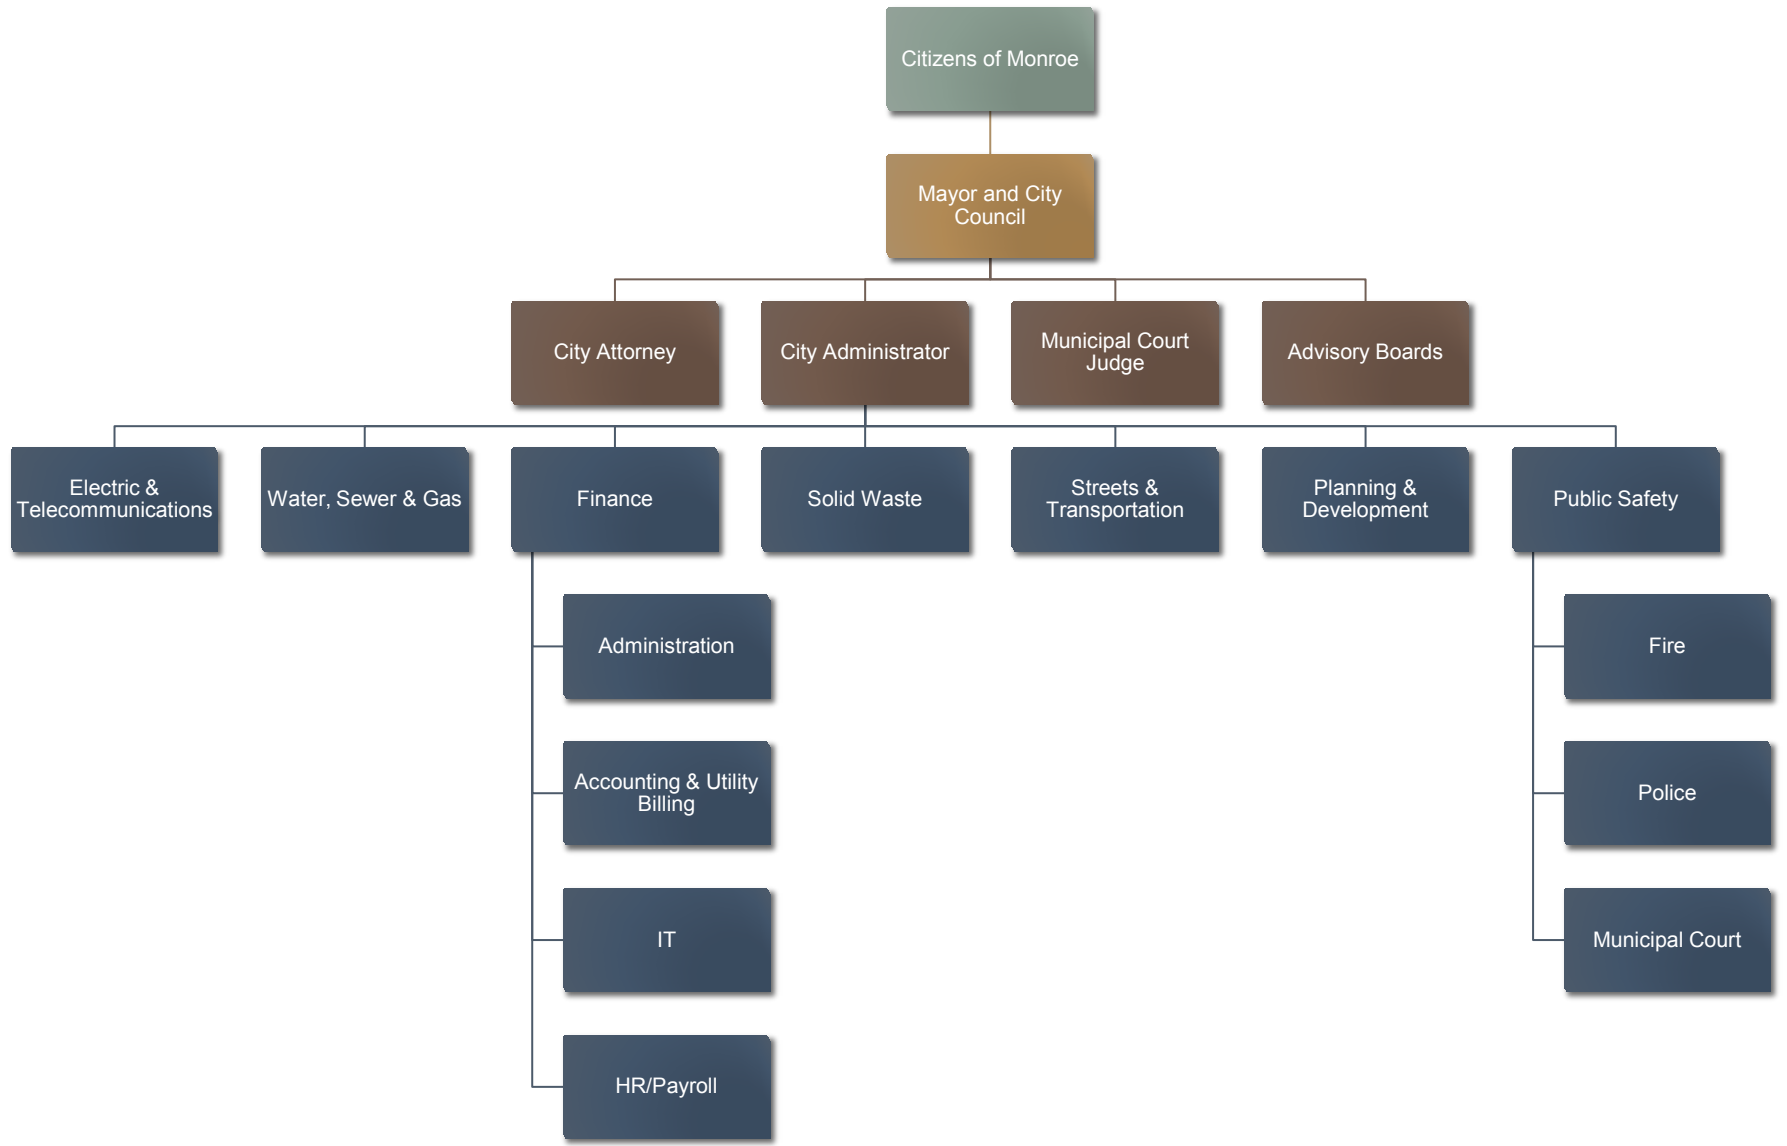 Citizens of Monroe
Mayor and City
Council
City Attorney
City Administrator
Municipal Court
Judge
Advisory Boards
Electric &
Telecommunications
Water, Sewer & Gas
Finance
Solid Waste
Streets &
Transportation
Planning &
Development
Public Safety
Administration
Accounting & Utility
Billing
IT
HR/Payroll
Fire
Police
Municipal Court